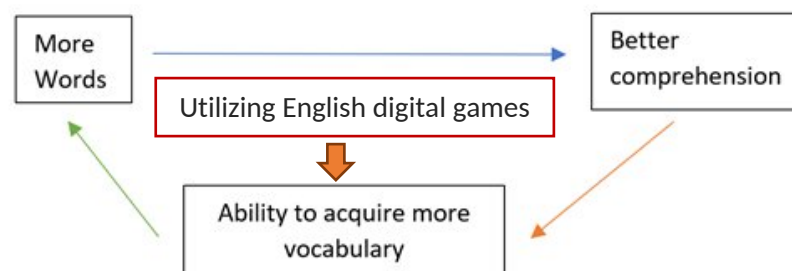 More
Words
Better
comprehension
Utilizing English digital games
Ability to acquire more
vocabulary